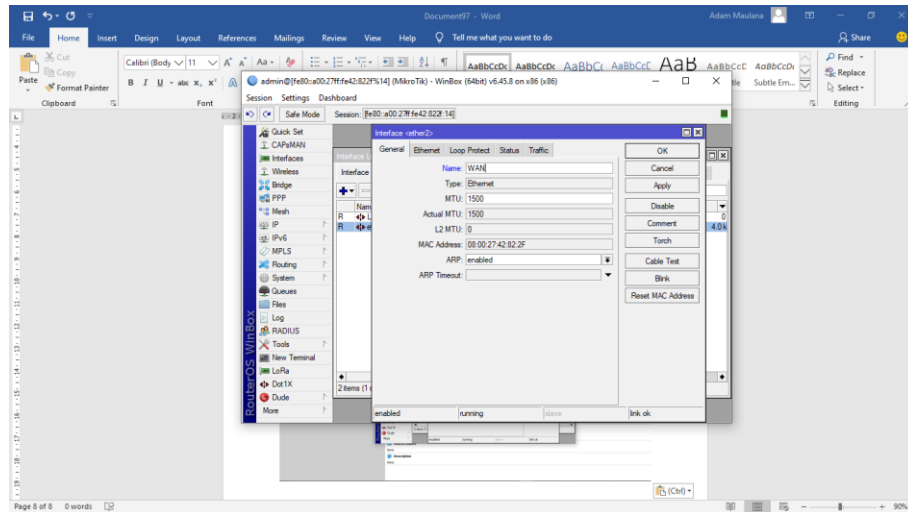 Document97 - Word
Adam Maulana
File Home Insert Design Layout References Mailings Review View Help Tell me what you want to do Share
Paste
Cut
Copy
Format Painter
Clipboard
Calibri (Body 11
Font
AaBbCcDc AaBbCcDc AaBbCc AaBbCcC AaB AaBbCcC AaBbCcDc
Subtle Em...
Find
Replace
Select
Editing
admin@[fe80::a00:27ff:fe42:822f%14] (MikroTik) - WinBox (64bit) v6.45.8 on x86 (x86)
Session Settings Dashboard
Safe Mode Session: [fe80::a00:27ff:fe42:822f:14]
RouterOS WinBox
Quick Set
CAPsMAN
Interfaces
Wireless
Bridge
PPP
Mesh
IP
IPv6
MPLS
Routing
System
Queues
Files
Log
RADIUS
Tools
New Terminal
LoRa
Dot1X
Dude
More
Interface
Nam
R L 0
R e 4.0 k
2 items (1 s
Interface <ether2>
General Ethernet Loop Protect Status Traffic
Name: WAN
Type: Ethernet
MTU: 1500
Actual MTU: 1500
L2 MTU: 0
MAC Address: 08:00:27:42:82:2F
ARP: enabled
ARP Timeout:
OK
Cancel
Apply
Disable
Comment
Torch
Cable Test
Blink
Reset MAC Address
enabled running slave link ok
(Ctrl)
Page 8 of 8 0 words 90%